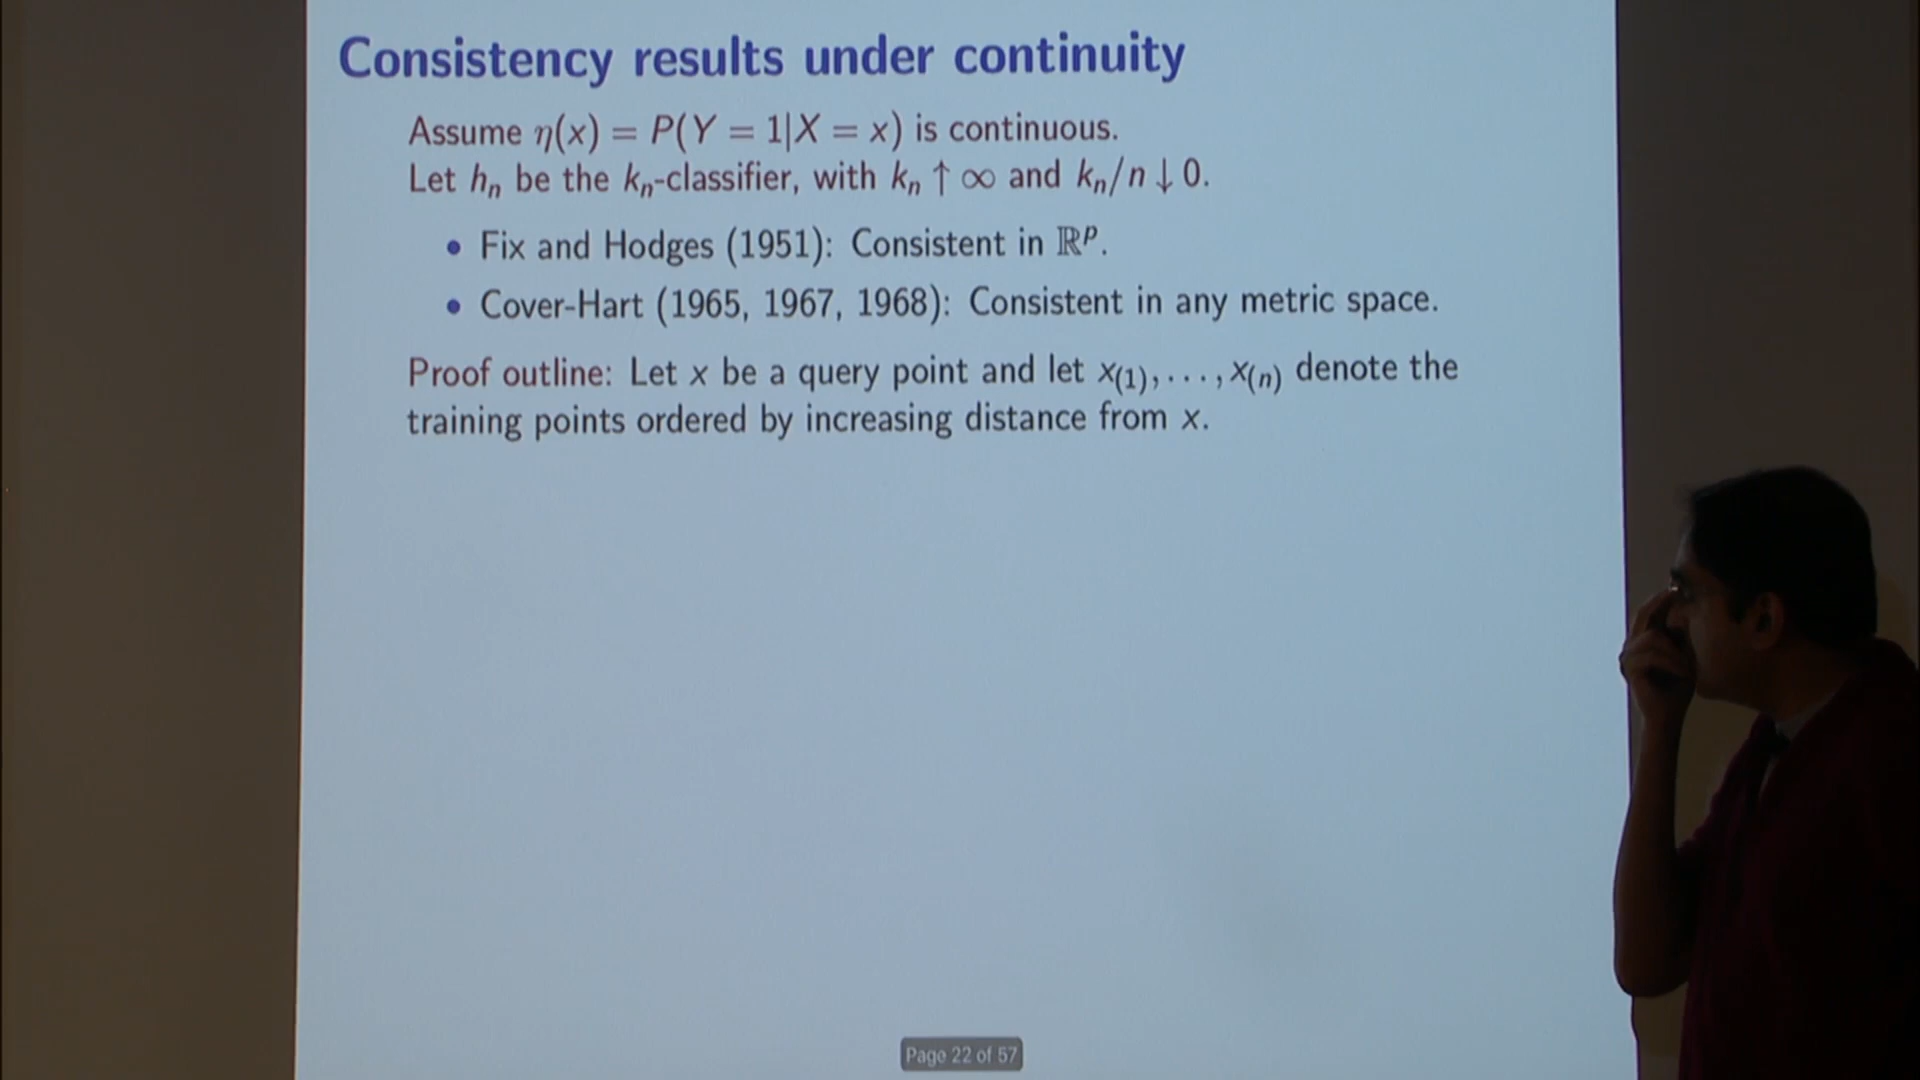 Consistency results under continuity
Assume η(x) = P(Y = 1|X = x) is continuous.
Let hₙ be the kₙ-classifier, with kₙ ↑ ∞ and kₙ/n ↓ 0.
• Fix and Hodges (1951): Consistent in ℝᵖ.
• Cover-Hart (1965, 1967, 1968): Consistent in any metric space.
Proof outline: Let x be a query point and let x₍₁₎, . . . , x₍ₙ₎ denote the
training points ordered by increasing distance from x.
Page 22 of 57